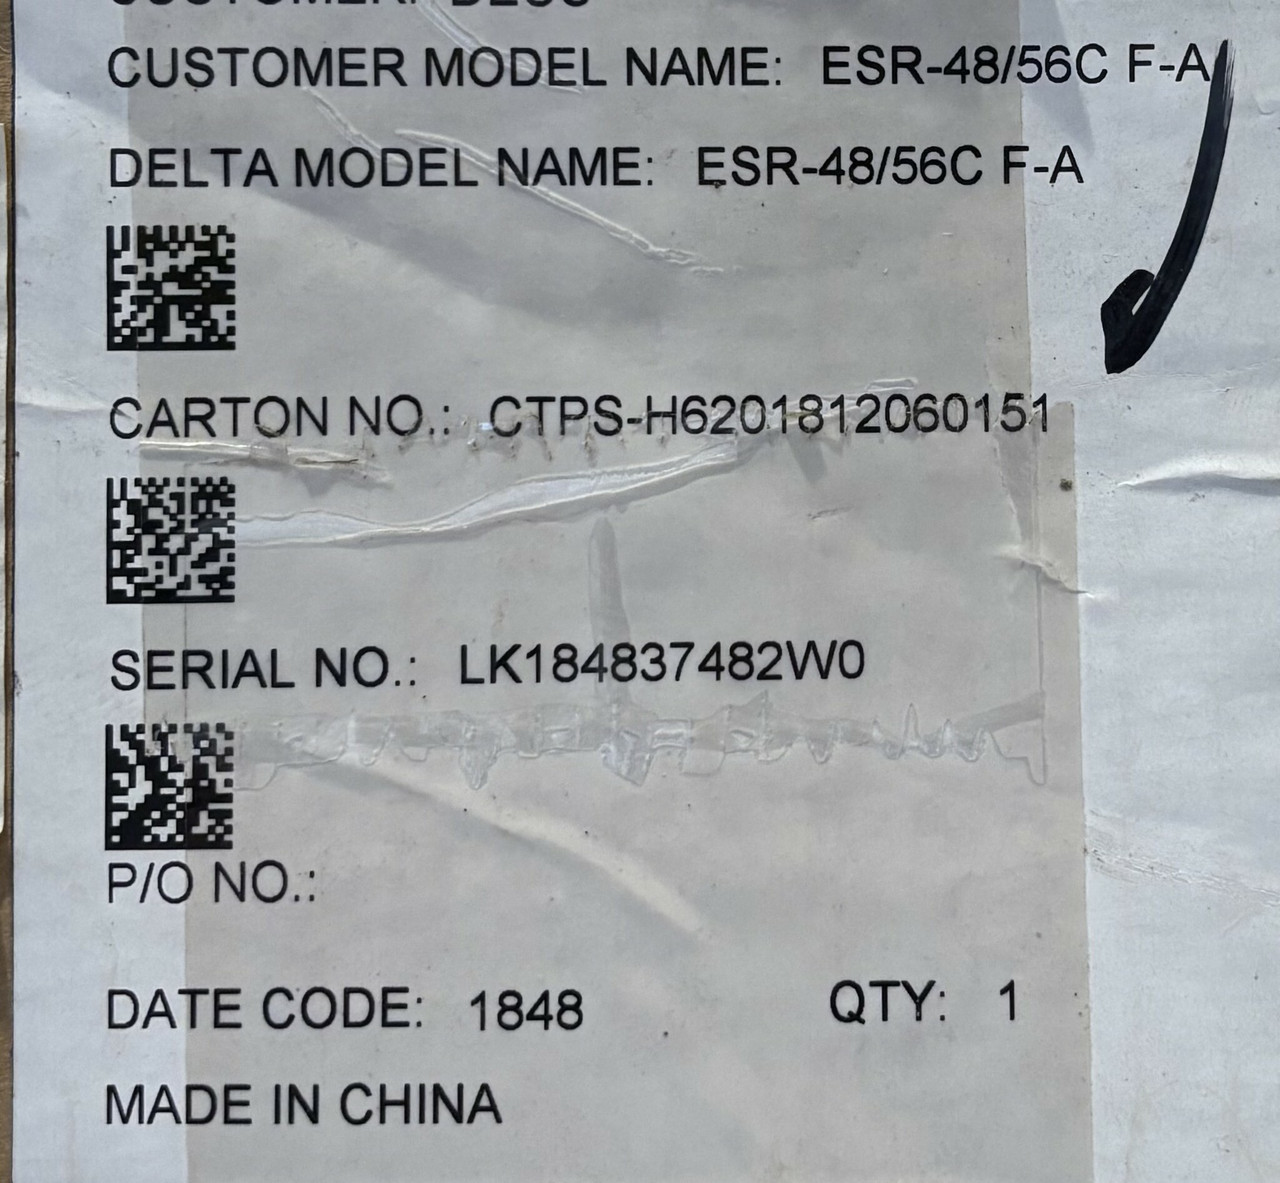 CUSTOMER MODEL NAME: ESR-48/56C F-A
DELTA MODEL NAME: ESR-48/56C F-A
CARTON NO.: CTPS-H6201812060151
SERIAL NO.: LK184837482W0
P/O NO.:
DATE CODE: 1848 QTY: 1
MADE IN CHINA